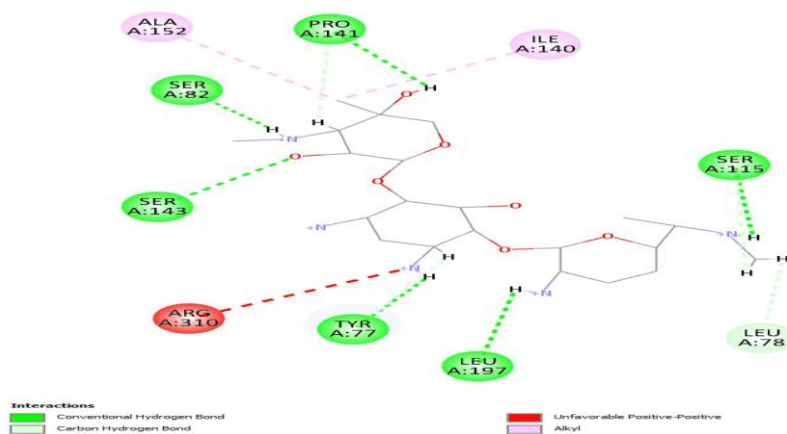 ALA
A:152
PRO
A:141
ILE
A:140
SER
A:82
H
O H
H
N
O
O
O
SER
A:143
SER
A:115
N
O
O
O
N
H
H
H
N
H
H
H
N
ARG
A:310
TYR
A:77
LEU
A:197
LEU
A:78
Interactions
Conventional Hydrogen Bond
Carbon Hydrogen Bond
Unfavorable Positive-Positive
Alkyl